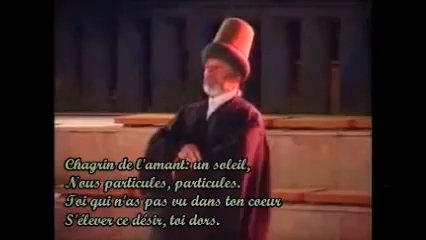 Chagrin de l'amant: un soleil,
Nous particules, particules.
Toi qui n'as pas vu dans ton coeur
S'élever ce désir, toi dors.